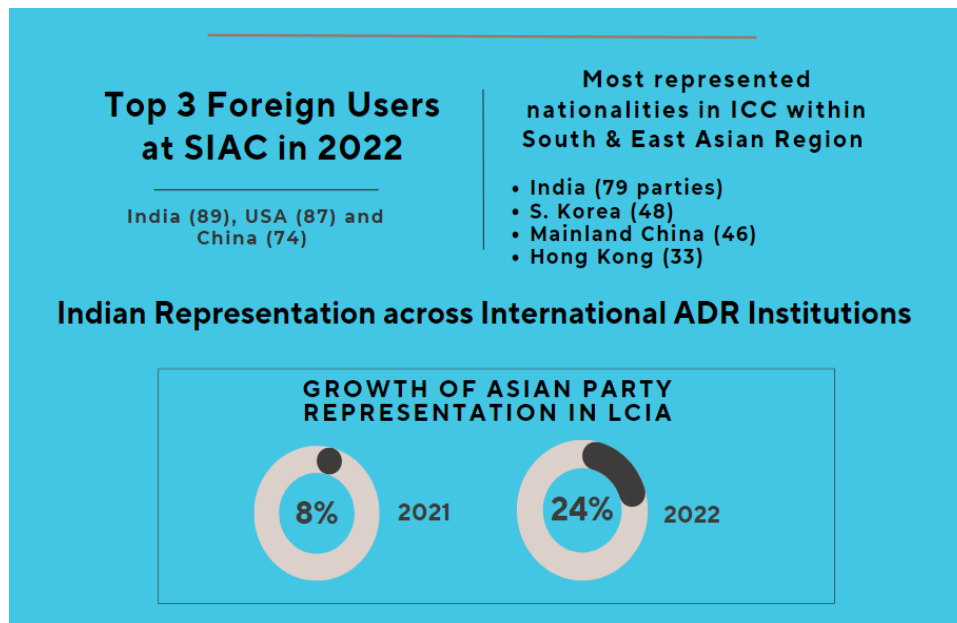 Top 3 Foreign Users
at SIAC in 2022
India (89), USA (87) and
China (74)
Most represented
nationalities in ICC within
South & East Asian Region
• India (79 parties)
• S. Korea (48)
• Mainland China (46)
• Hong Kong (33)
Indian Representation across International ADR Institutions
GROWTH OF ASIAN PARTY
REPRESENTATION IN LCIA
8%
2021
24%
2022